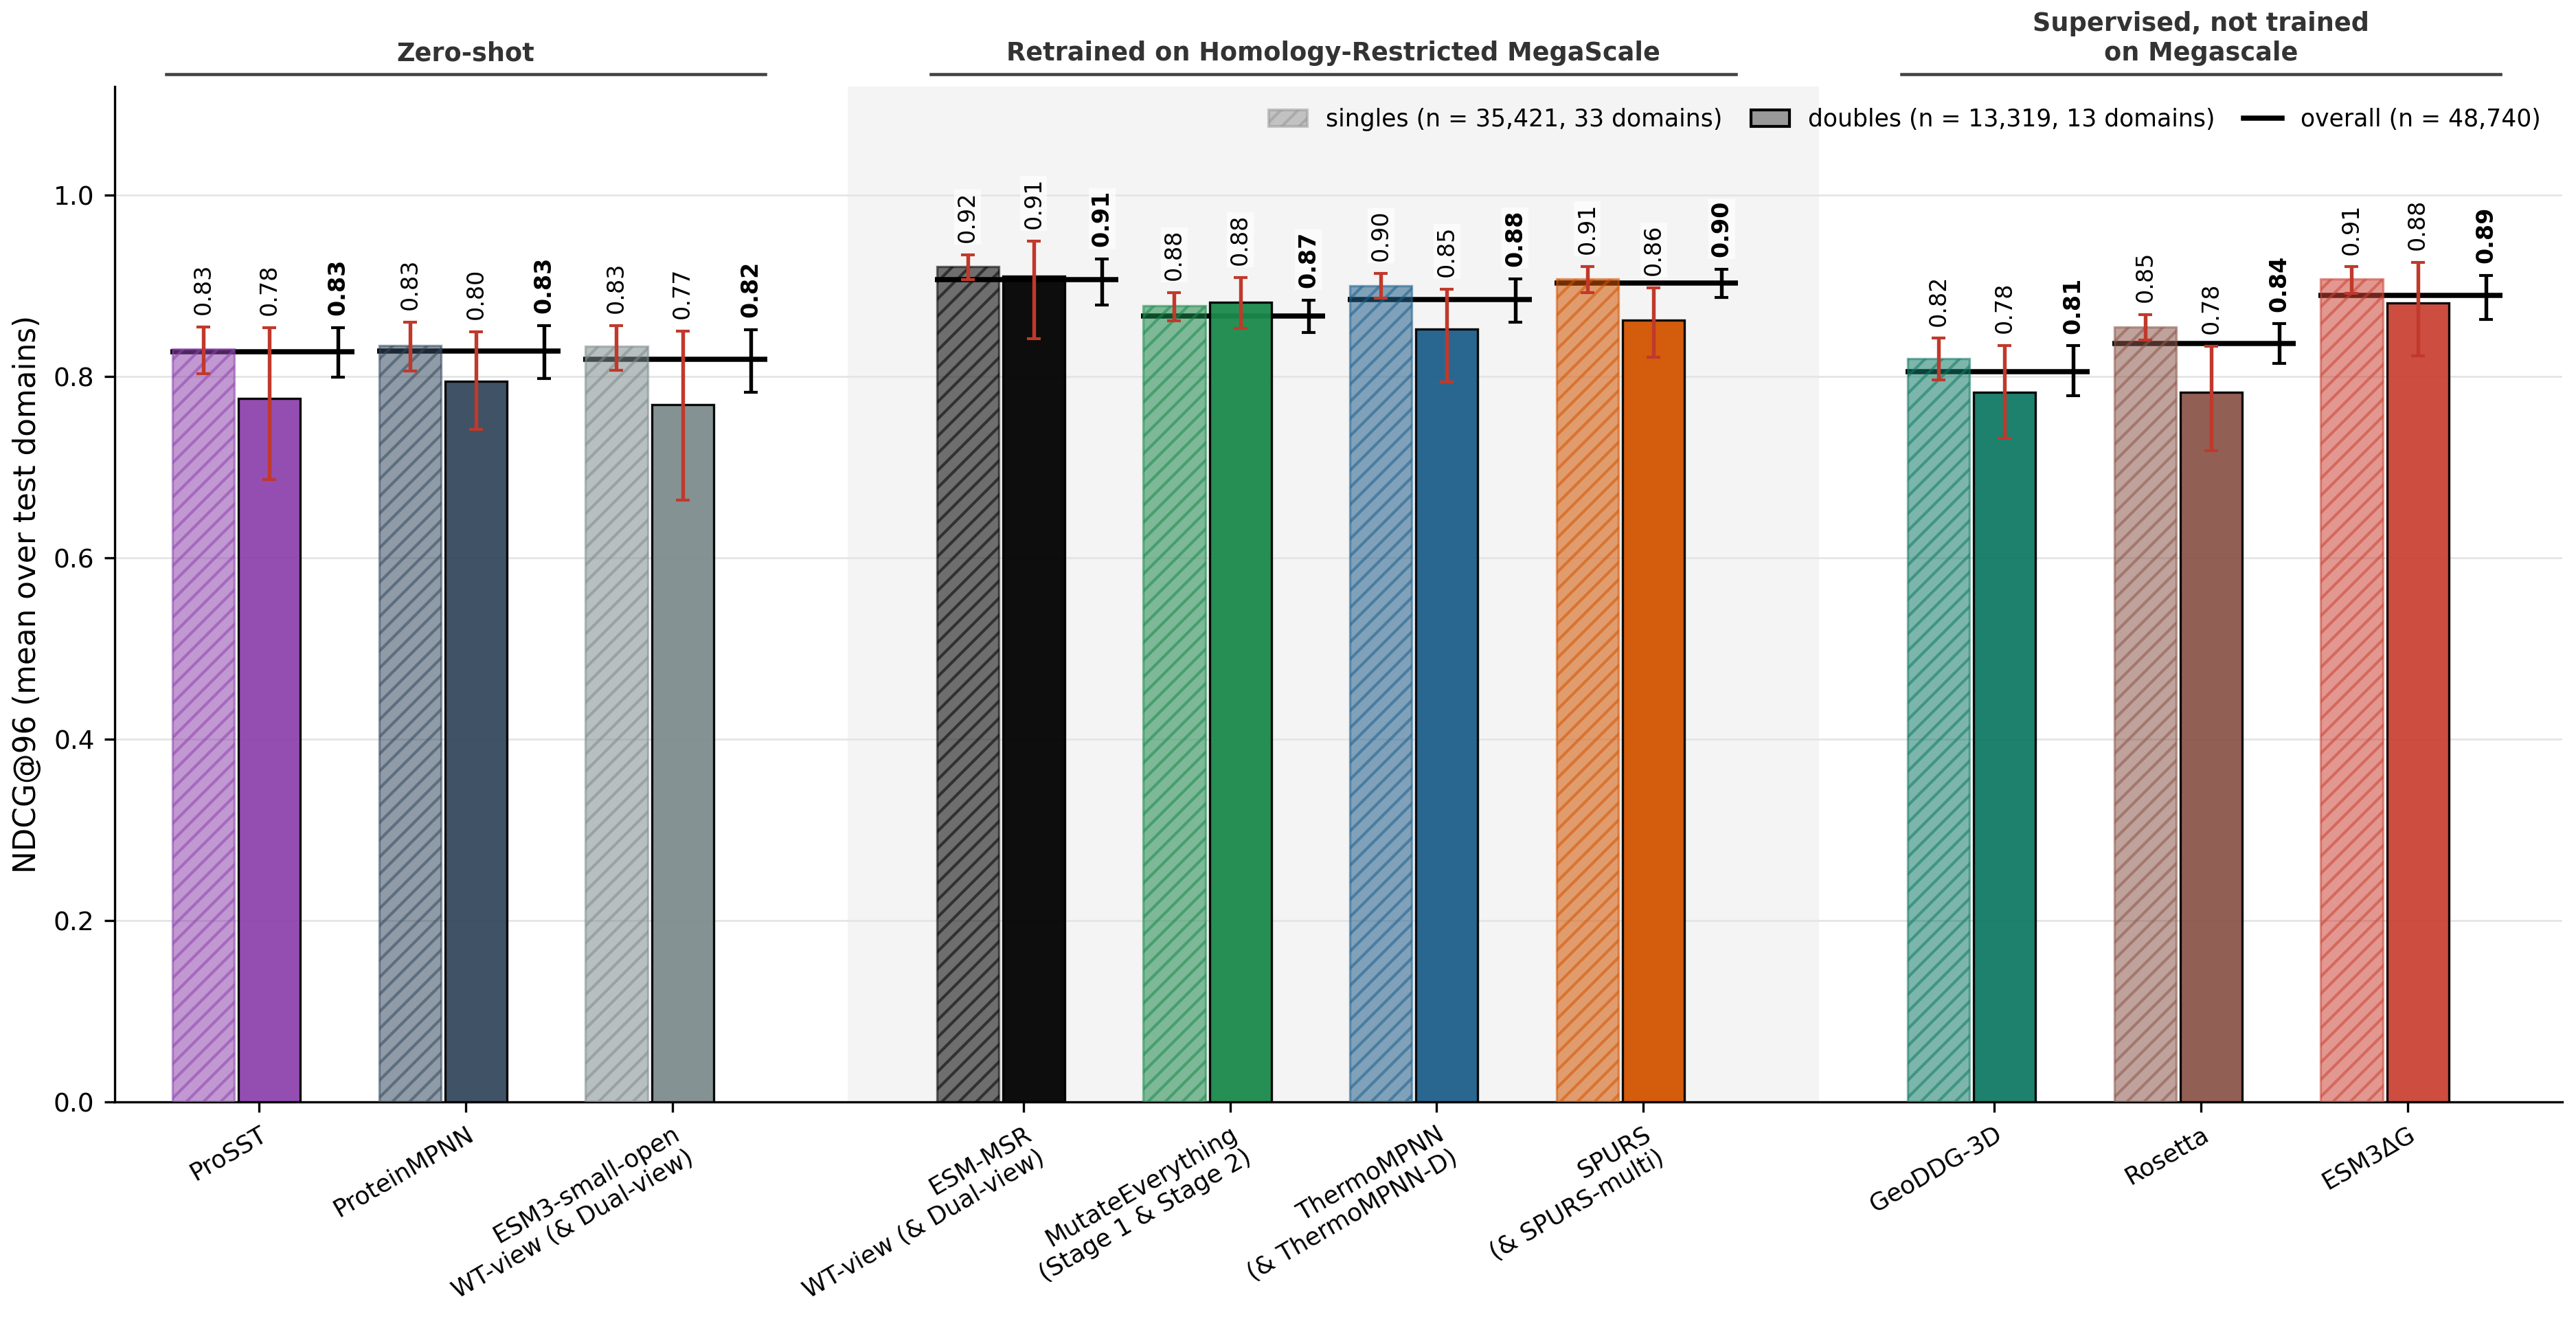 Zero-shot
Retrained on Homology-Restricted MegaScale
Supervised, not trained
on Megascale
singles (n = 35,421, 33 domains)
doubles (n = 13,319, 13 domains)
overall (n = 48,740)
NDCG@96 (mean over test domains)
1.0
0.8
0.6
0.4
0.2
0.0
0.83
0.78
0.83
0.83
0.80
0.83
0.83
0.77
0.82
0.92
0.91
0.91
0.88
0.88
0.87
0.90
0.85
0.88
0.91
0.86
0.90
0.82
0.78
0.81
0.85
0.78
0.84
0.91
0.88
0.89
ProSST
ProteinMPNN
ESM3-small-open
WT-view (& Dual-view)
ESM-MSR
WT-view (& Dual-view)
MutateEverything
(Stage 1 & Stage 2)
ThermoMPNN
(& ThermoMPNN-D)
SPURS
(& SPURS-multi)
GeoDDG-3D
Rosetta
ESM3ΔG